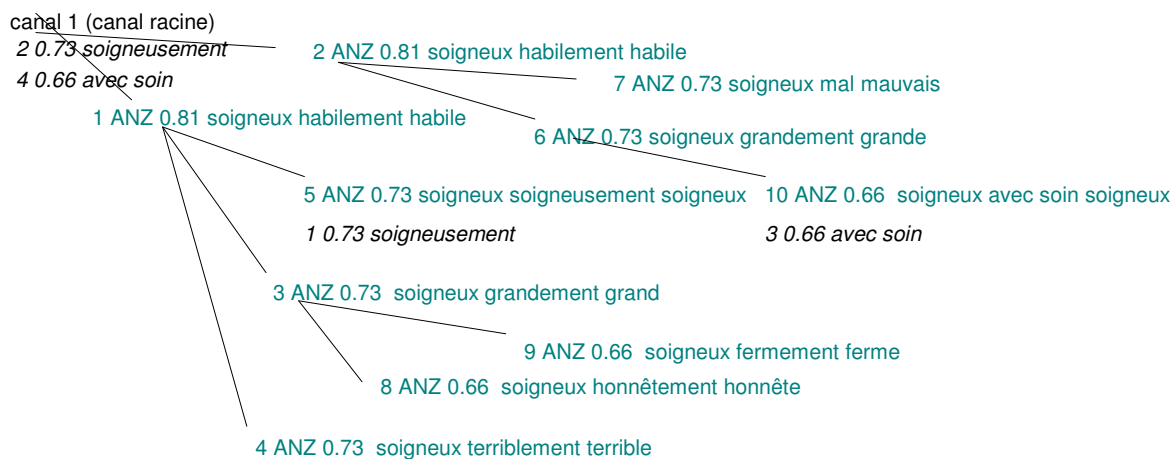 canal 1 (canal racine)
2 0.73 soigneusement
2 ANZ 0.81 soigneux habilement habile
4 0.66 avec soin
7 ANZ 0.73 soigneux mal mauvais
1 ANZ 0.81 soigneux habilement habile
6 ANZ 0.73 soigneux grandement grande
5 ANZ 0.73 soigneux soigneusement soigneux
10 ANZ 0.66 soigneux avec soin soigneux
1 0.73 soigneusement
3 0.66 avec soin
3 ANZ 0.73 soigneux grandement grand
9 ANZ 0.66 soigneux fermement ferme
8 ANZ 0.66 soigneux honnêtement honnête
4 ANZ 0.73 soigneux terriblement terrible